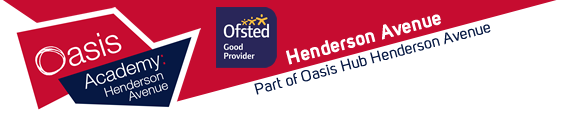 Oasis
Academy:
Henderson
Avenue
Ofsted
Good
Provider
Henderson Avenue
Part of Oasis Hub Henderson Avenue